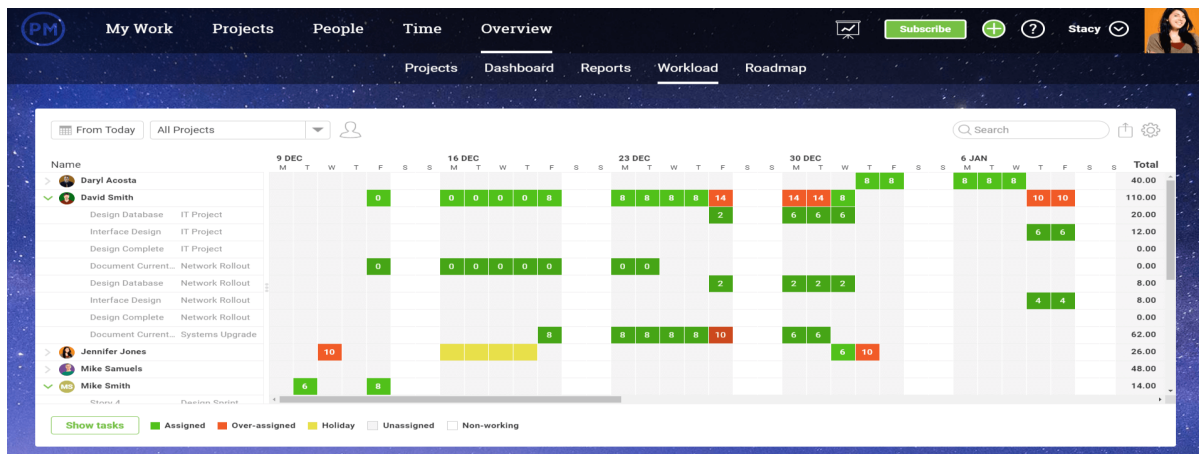 PM My Work Projects People Time Overview Subscribe + ? Stacy
Projects Dashboard Reports Workload Roadmap
From Today All Projects Search
9 DEC 16 DEC 23 DEC 30 DEC 6 JAN
Name M T W T F S S M T W T F S S M T W T F S S M T W T F S S M T W T F S S Total
Daryl Acosta 8 8 8 8 8 40.00
David Smith 0 0 0 0 0 8 8 8 8 8 14 14 14 8 10 10 110.00
Design Database IT Project 2 6 6 6 20.00
Interface Design IT Project 6 6 12.00
Design Complete IT Project 0.00
Document Current... Network Rollout 0 0 0 0 0 0 0 0 0.00
Design Database Network Rollout 2 2 2 2 8.00
Interface Design Network Rollout 4 4 8.00
Design Complete Network Rollout 0.00
Document Current... Systems Upgrade 8 8 8 8 8 10 6 6 62.00
Jennifer Jones 10 6 10 26.00
Mike Samuels 48.00
MS Mike Smith 6 8 14.00
Story 4 Design Sprint
Show tasks Assigned Over-assigned Holiday Unassigned Non-working